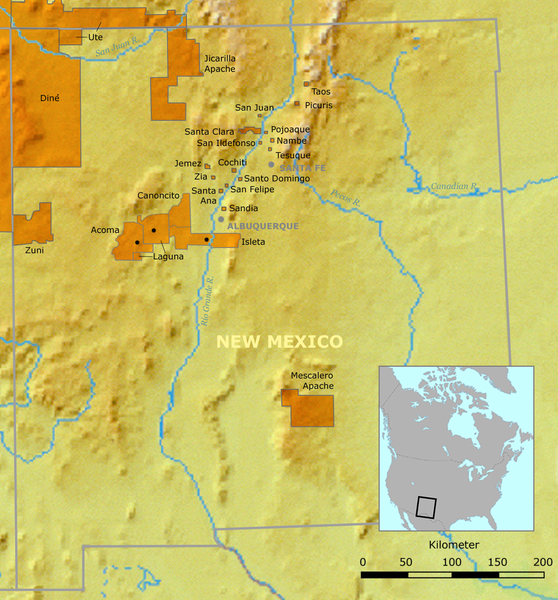 Ute
San Juan R.
Jicarilla
Apache
Diné
Taos
Picuris
San Juan
Santa Clara
Pojoaque
San Ildefonso
Nambe
Tesuque
Jemez
Cochiti
SANTA FE
Zia
Santo Domingo
Canadian R.
Canoncito
Santa
Ana
San Felipe
Pecos R.
Sandia
Acoma
ALBUQUERQUE
Zuni
Laguna
Isleta
Rio Grande R.
NEW MEXICO
Mescalero
Apache
Kilometer
0 50 100 150 200